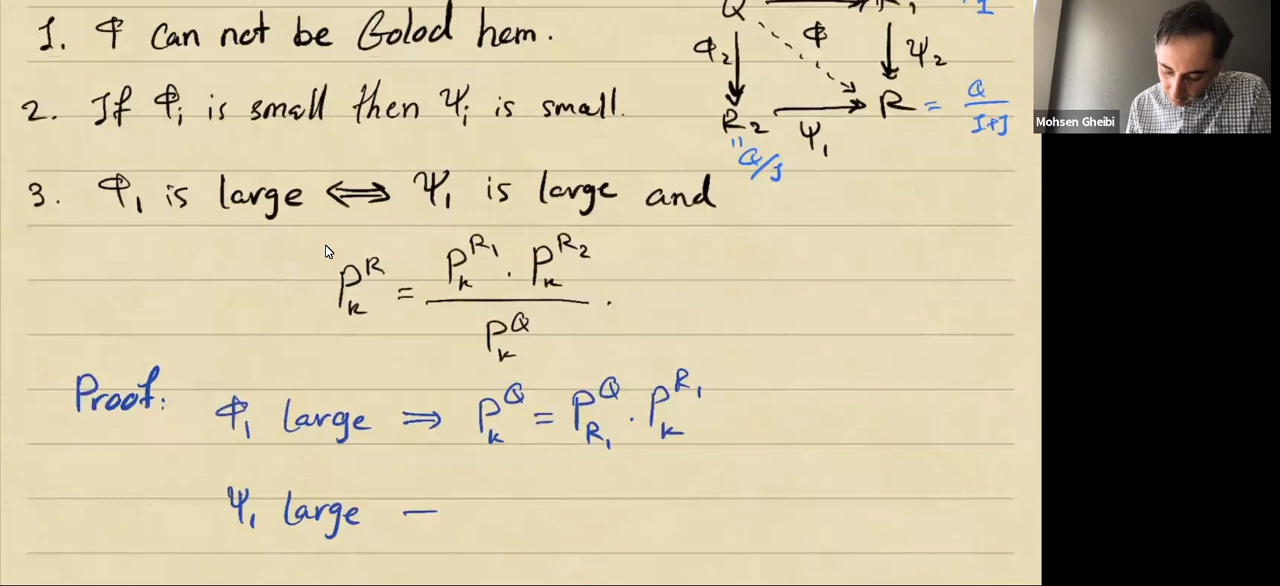 1. Φ can not be Golod hom.
2. If Φᵢ is small then Ψᵢ is small.
Q → R₁ "I
Φ₂ Φ Ψ₂
R₂ → R = Q/(I+J)
Ψ₁
"Q/J
Mohsen Gheibi
3. Φ₁ is large ⟺ Ψ₁ is large and
P_k^R = (P_k^{R₁} · P_k^{R₂}) / P_k^Q .
Proof: Φ₁ large ⇒ P_k^Q = P_{R₁}^Q · P_k^{R₁}
Ψ₁ large –